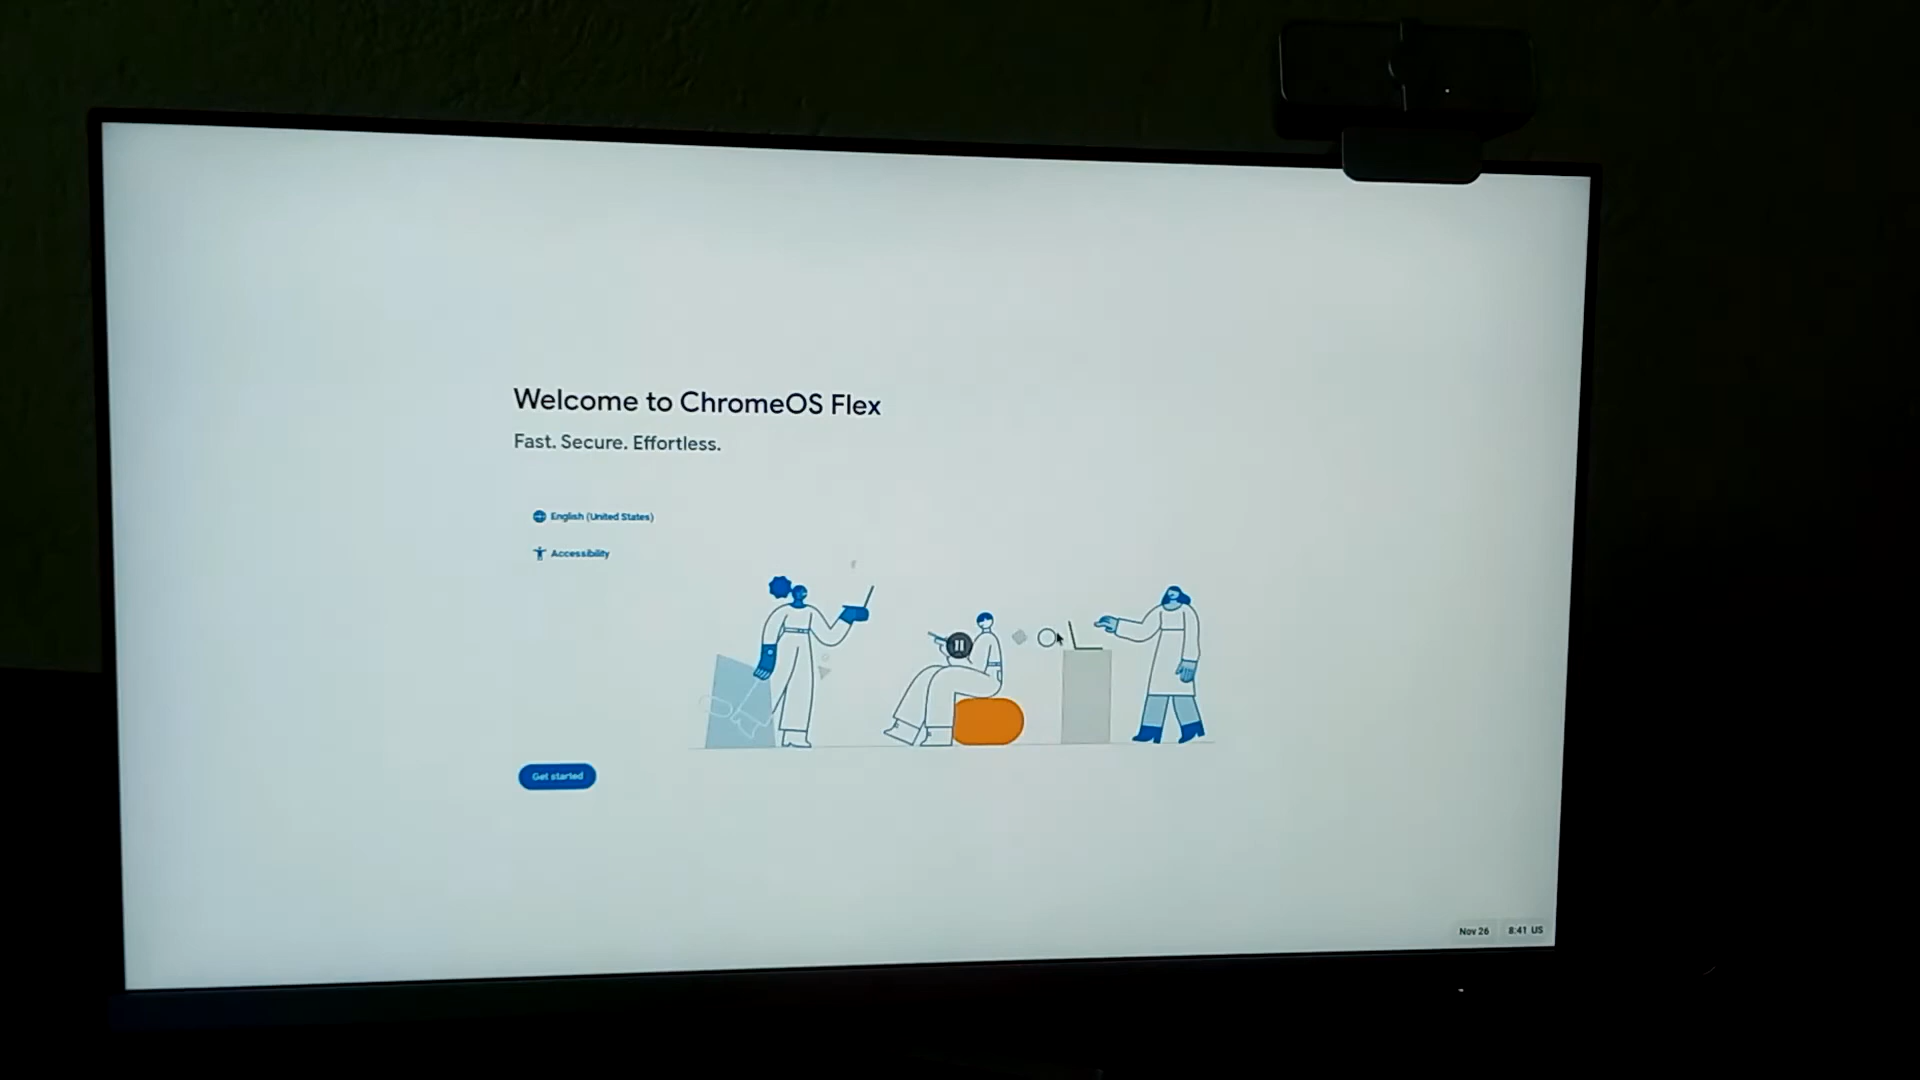 Welcome to ChromeOS Flex
Fast. Secure. Effortless.
English (United States)
Accessibility
Get started
Nov 26 8:41 US